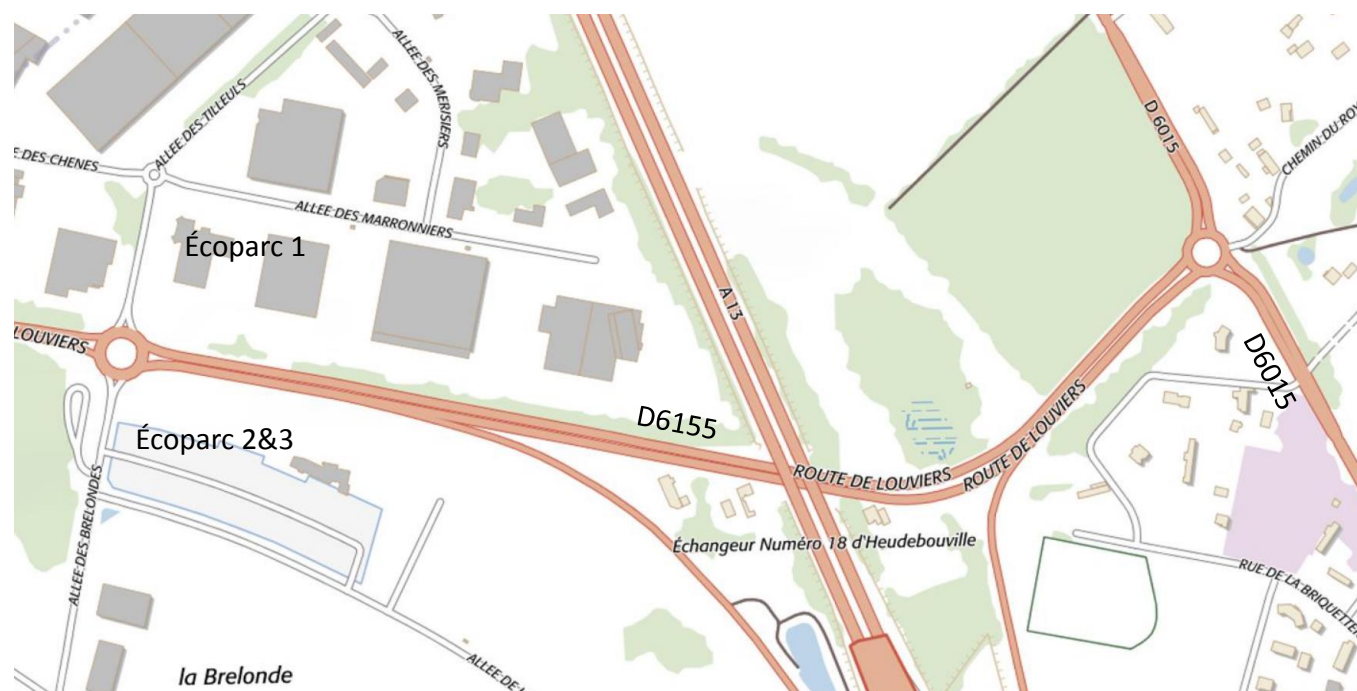 ALLEE DES MERISIERS
D 6015
ALLEE DES TILLEULS
CHEMIN DU ROY
E DES CHENES
ALLEE DES MARRONNIERS
Écoparc 1
A 13
LOUVIERS
D6015
D6155
Écoparc 2&3
ROUTE DE LOUVIERS
ROUTE DE LOUVIERS
ALLEE DES BRELONDES
Échangeur Numéro 18 d'Heudebouville
RUE DE LA BRIQUETTER
la Brelonde
ALLEE DE